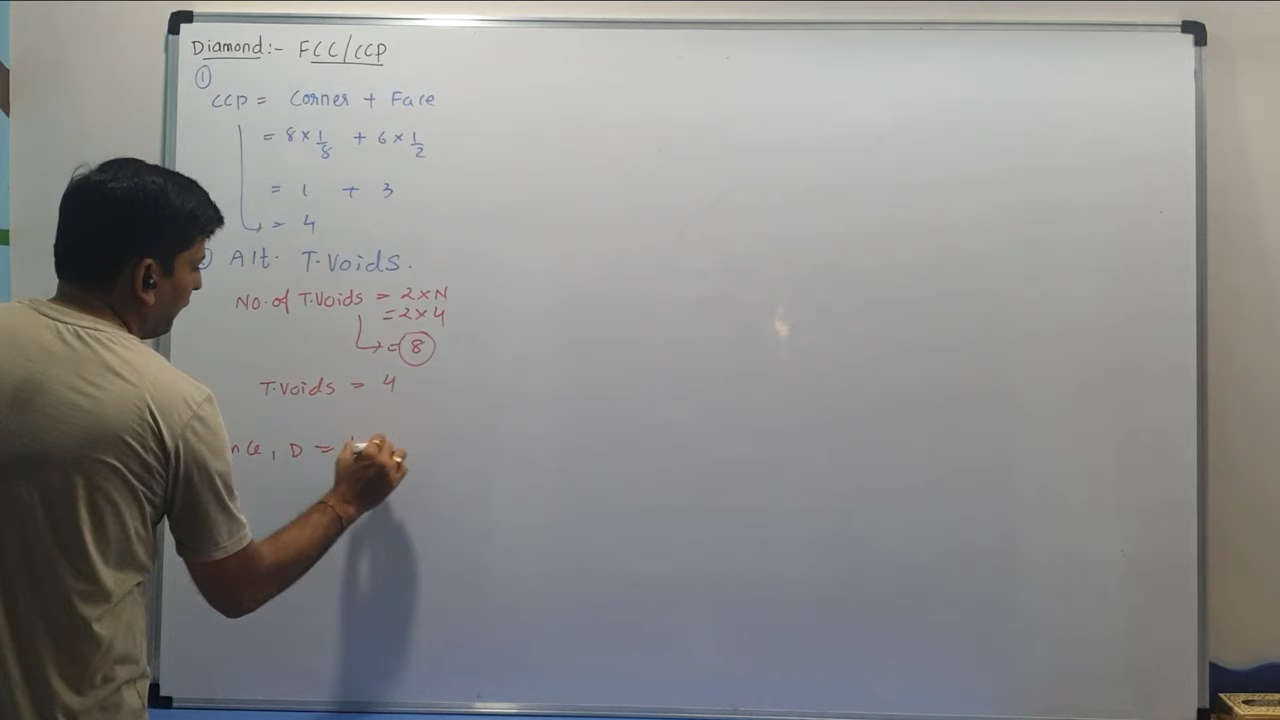 Diamond:- FCC/CCP
①
CCP = Corner + Face
= 8 × 1/8 + 6 × 1/2
= 1 + 3
= 4
Alt. T.Voids.
No. of T.Voids = 2×N
= 2×4
= 8
T.Voids = 4
, D =